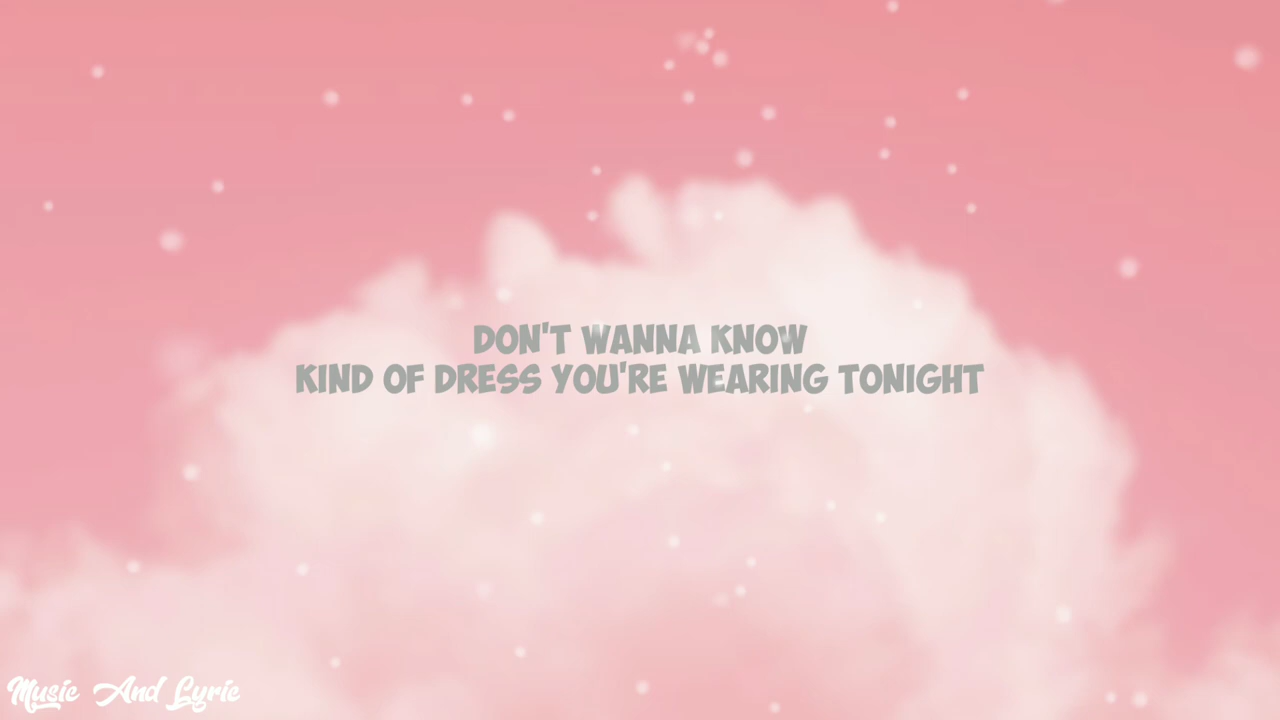 DON'T WANNA KNOW
KIND OF DRESS YOU'RE WEARING TONIGHT
Music And Lyric